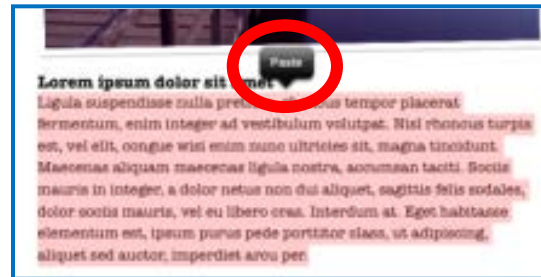 Paste
Lorem ipsum dolor sit amet
Ligula suspendisse nulla rhoncus tempor placerat
fermentum, enim integer ad vestibulum volutpat. Nisl rhoncus turpis
est, vel elit, congue wisi enim nunc ultricies sit, magna tincidunt.
Maecenas aliquam maecenas ligula nostra, accumsan taciti. Sociis
mauris in integer, a dolor netus non dui aliquet, sagittis felis sodales,
dolor sociis mauris, vel eu libero cras. Interdum at. Eget habitasse
elementum est, ipsum purus pede porttitor class, ut adipiscing,
aliquet sed auctor, imperdiet arcu per.